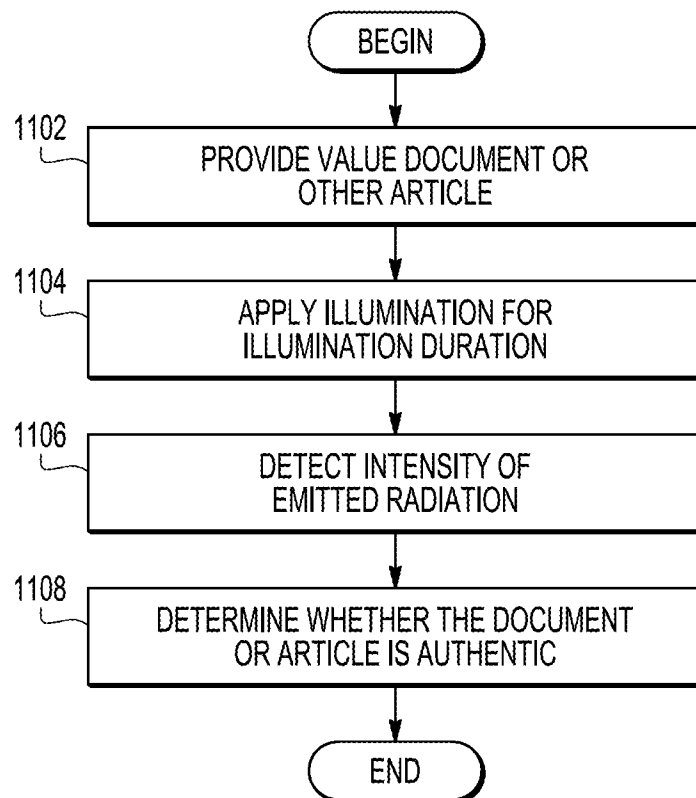 BEGIN
1102
PROVIDE VALUE DOCUMENT OR
OTHER ARTICLE
1104
APPLY ILLUMINATION FOR
ILLUMINATION DURATION
1106
DETECT INTENSITY OF
EMITTED RADIATION
1108
DETERMINE WHETHER THE DOCUMENT
OR ARTICLE IS AUTHENTIC
END